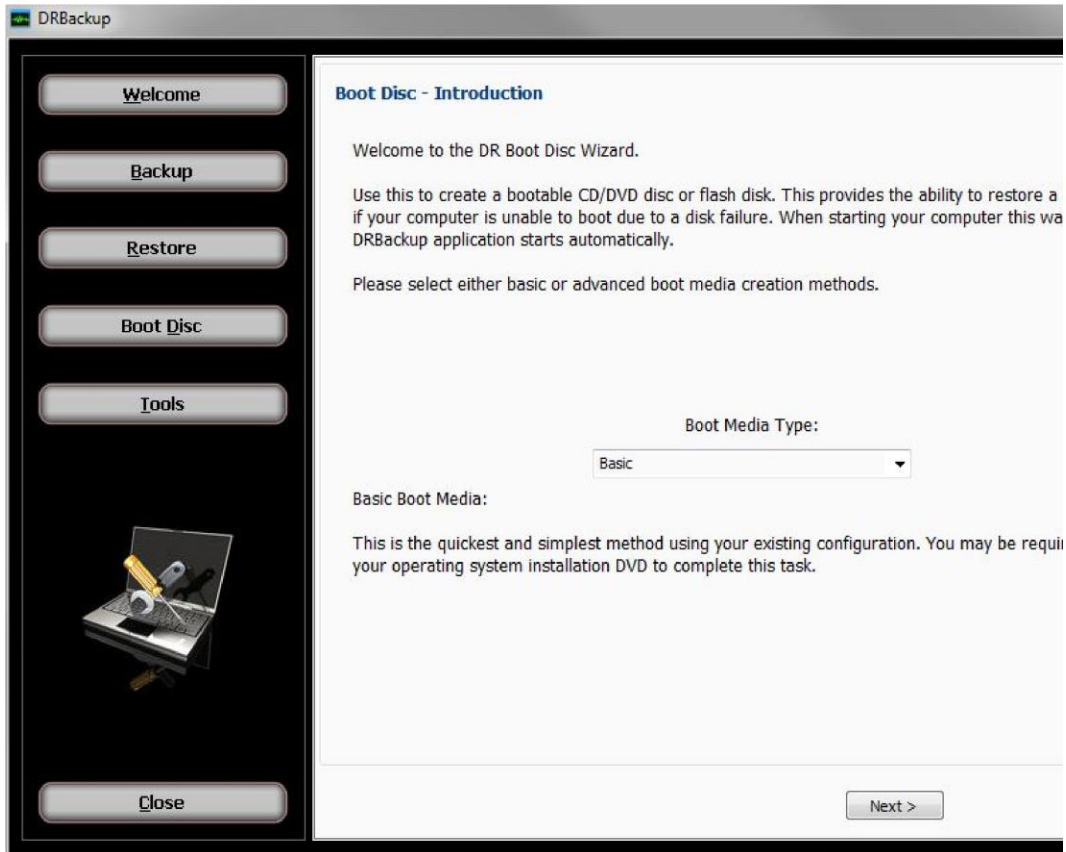 DRBackup
Welcome
Backup
Restore
Boot Disc
Tools
Close
Boot Disc - Introduction
Welcome to the DR Boot Disc Wizard.
Use this to create a bootable CD/DVD disc or flash disk. This provides the ability to restore a
if your computer is unable to boot due to a disk failure. When starting your computer this wa
DRBackup application starts automatically.
Please select either basic or advanced boot media creation methods.
Boot Media Type:
Basic
Basic Boot Media:
This is the quickest and simplest method using your existing configuration. You may be requi
your operating system installation DVD to complete this task.
Next >